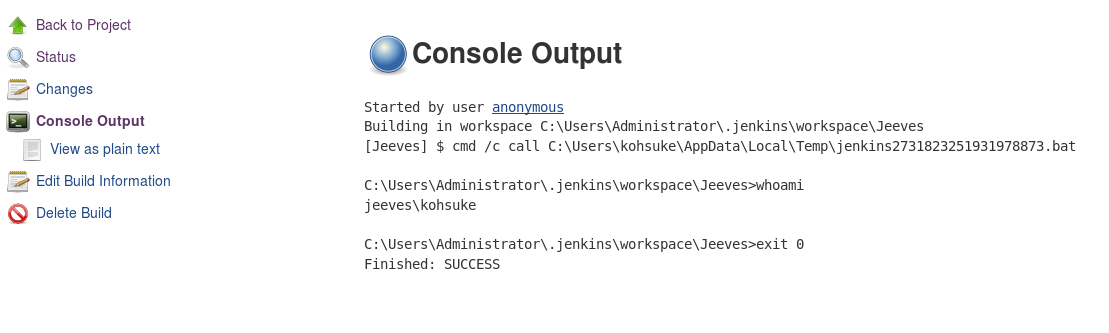 Back to Project
Status
Changes
Console Output
View as plain text
Edit Build Information
Delete Build
Console Output
Started by user anonymous
Building in workspace C:\Users\Administrator\.jenkins\workspace\Jeeves
[Jeeves] $ cmd /c call C:\Users\kohsuke\AppData\Local\Temp\jenkins2731823251931978873.bat
C:\Users\Administrator\.jenkins\workspace\Jeeves>whoami
jeeves\kohsuke
C:\Users\Administrator\.jenkins\workspace\Jeeves>exit 0
Finished: SUCCESS